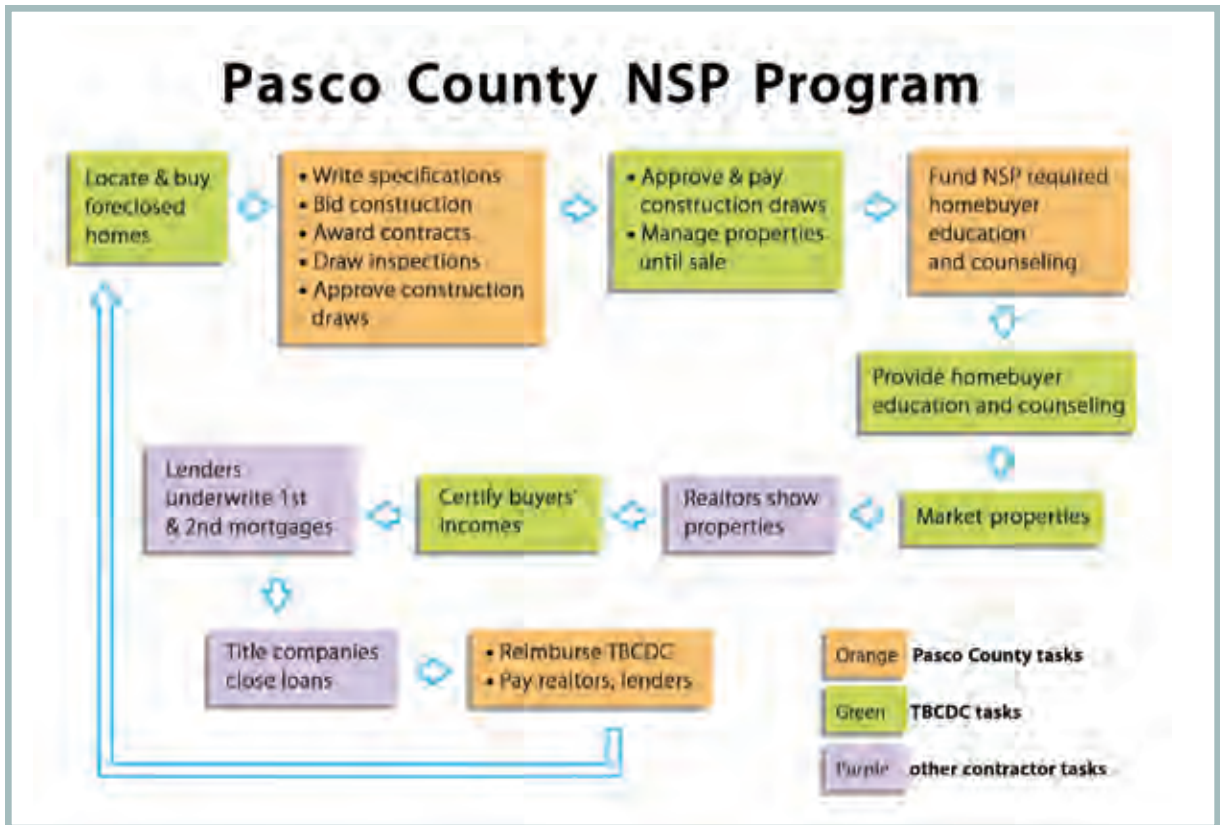 Pasco County NSP Program
Locate & buy
foreclosed
homes
• Write specifications
• Bid construction
• Award contracts
• Draw inspections
• Approve construction
draws
• Approve & pay
construction draws
• Manage properties
until sale
Fund NSP required
homebuyer
education
and counseling
Provide homebuyer
education and counseling
Market properties
Realtors show
properties
Certify buyers'
incomes
Lenders
underwrite 1st
& 2nd mortgages
Title companies
close loans
• Reimburse TBCDC
• Pay realtors, lenders
Orange Pasco County tasks
Green TBCDC tasks
Purple other contractor tasks